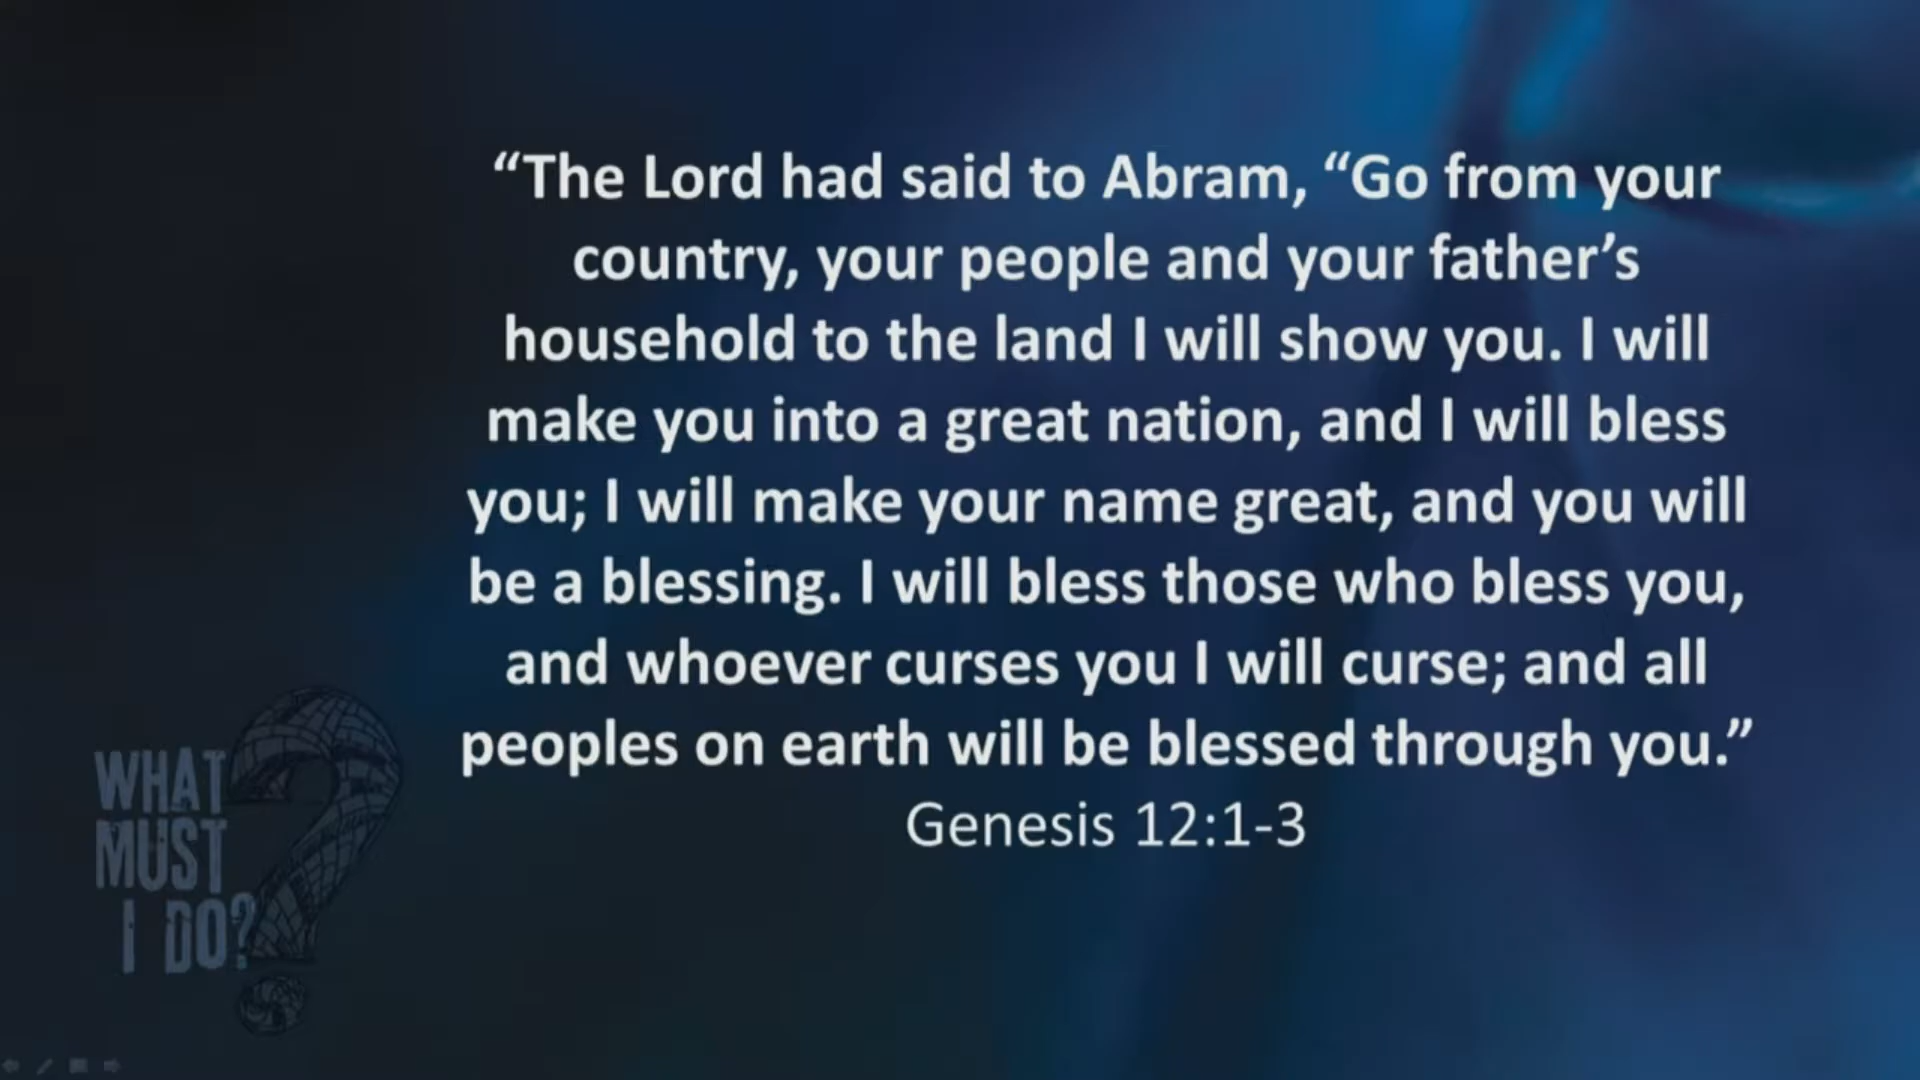 “The Lord had said to Abram, “Go from your
country, your people and your father’s
household to the land I will show you. I will
make you into a great nation, and I will bless
you; I will make your name great, and you will
be a blessing. I will bless those who bless you,
and whoever curses you I will curse; and all
peoples on earth will be blessed through you.”
Genesis 12:1-3
WHAT
MUST
I DO?